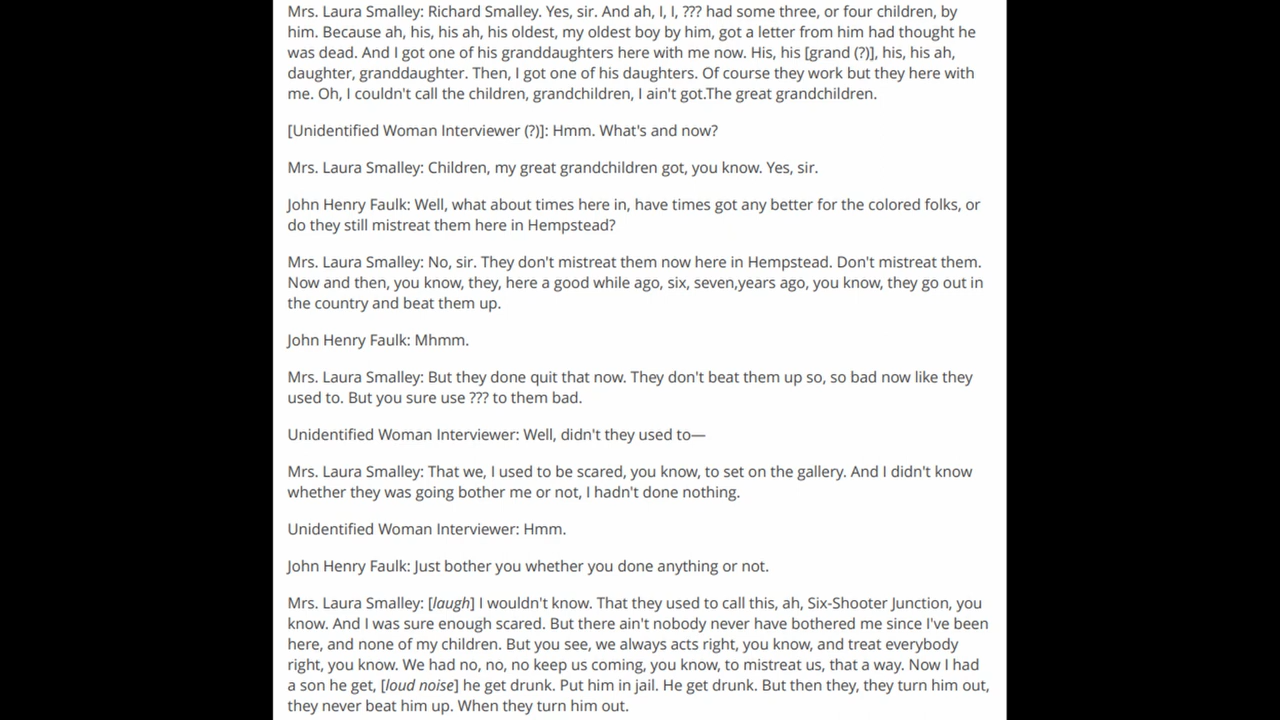 Mrs. Laura Smalley: Richard Smalley. Yes, sir. And ah, I, I, ??? had some three, or four children, by
him. Because ah, his, his ah, his oldest, my oldest boy by him, got a letter from him had thought he
was dead. And I got one of his granddaughters here with me now. His, his [grand (?)], his, his ah,
daughter, granddaughter. Then, I got one of his daughters. Of course they work but they here with
me. Oh, I couldn't call the children, grandchildren, I ain't got.The great grandchildren.
[Unidentified Woman Interviewer (?)]: Hmm. What's and now?
Mrs. Laura Smalley: Children, my great grandchildren got, you know. Yes, sir.
John Henry Faulk: Well, what about times here in, have times got any better for the colored folks, or
do they still mistreat them here in Hempstead?
Mrs. Laura Smalley: No, sir. They don't mistreat them now here in Hempstead. Don't mistreat them.
Now and then, you know, they, here a good while ago, six, seven,years ago, you know, they go out in
the country and beat them up.
John Henry Faulk: Mhmm.
Mrs. Laura Smalley: But they done quit that now. They don't beat them up so, so bad now like they
used to. But you sure use ??? to them bad.
Unidentified Woman Interviewer: Well, didn't they used to—
Mrs. Laura Smalley: That we, I used to be scared, you know, to set on the gallery. And I didn't know
whether they was going bother me or not, I hadn't done nothing.
Unidentified Woman Interviewer: Hmm.
John Henry Faulk: Just bother you whether you done anything or not.
Mrs. Laura Smalley: [laugh] I wouldn't know. That they used to call this, ah, Six-Shooter Junction, you
know. And I was sure enough scared. But there ain't nobody never have bothered me since I've been
here, and none of my children. But you see, we always acts right, you know, and treat everybody
right, you know. We had no, no, no keep us coming, you know, to mistreat us, that a way. Now I had
a son he get, [loud noise] he get drunk. Put him in jail. He get drunk. But then they, they turn him out,
they never beat him up. When they turn him out.